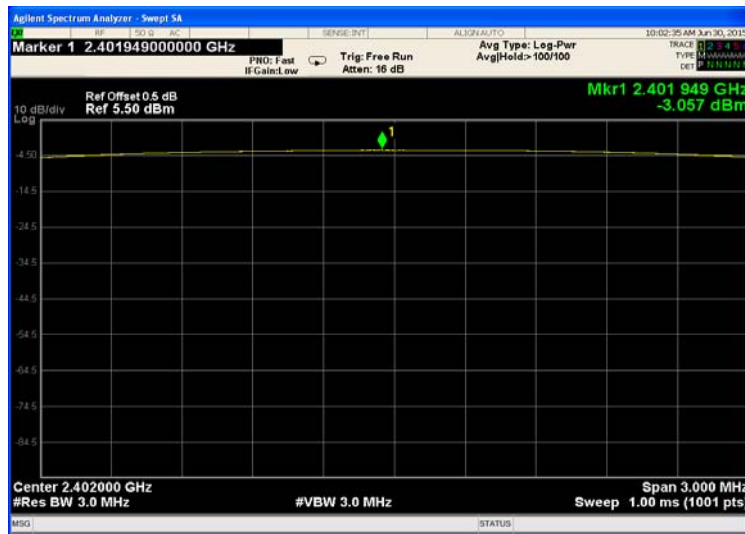 Agilent Spectrum Analyzer - Swept SA
RF 50 Ω AC SENSE:INT ALIGN AUTO 10:02:35 AM Jun 30, 2015
Marker 1 2.401949000000 GHz
PNO: Fast
IFGain:Low
Trig: Free Run
Atten: 16 dB
Avg Type: Log-Pwr
Avg|Hold:>100/100
TRACE 1 2 3 4 5
TYPE M
DET P N N N N
Mkr1 2.401 949 GHz
-3.057 dBm
Ref Offset 0.5 dB
10 dB/div Ref 5.50 dBm
Log
1
-4.50
-14.5
-24.5
-34.5
-44.5
-54.5
-64.5
-74.5
-84.5
Center 2.402000 GHz Span 3.000 MHz
#Res BW 3.0 MHz #VBW 3.0 MHz Sweep 1.00 ms (1001 pts)
MSG STATUS